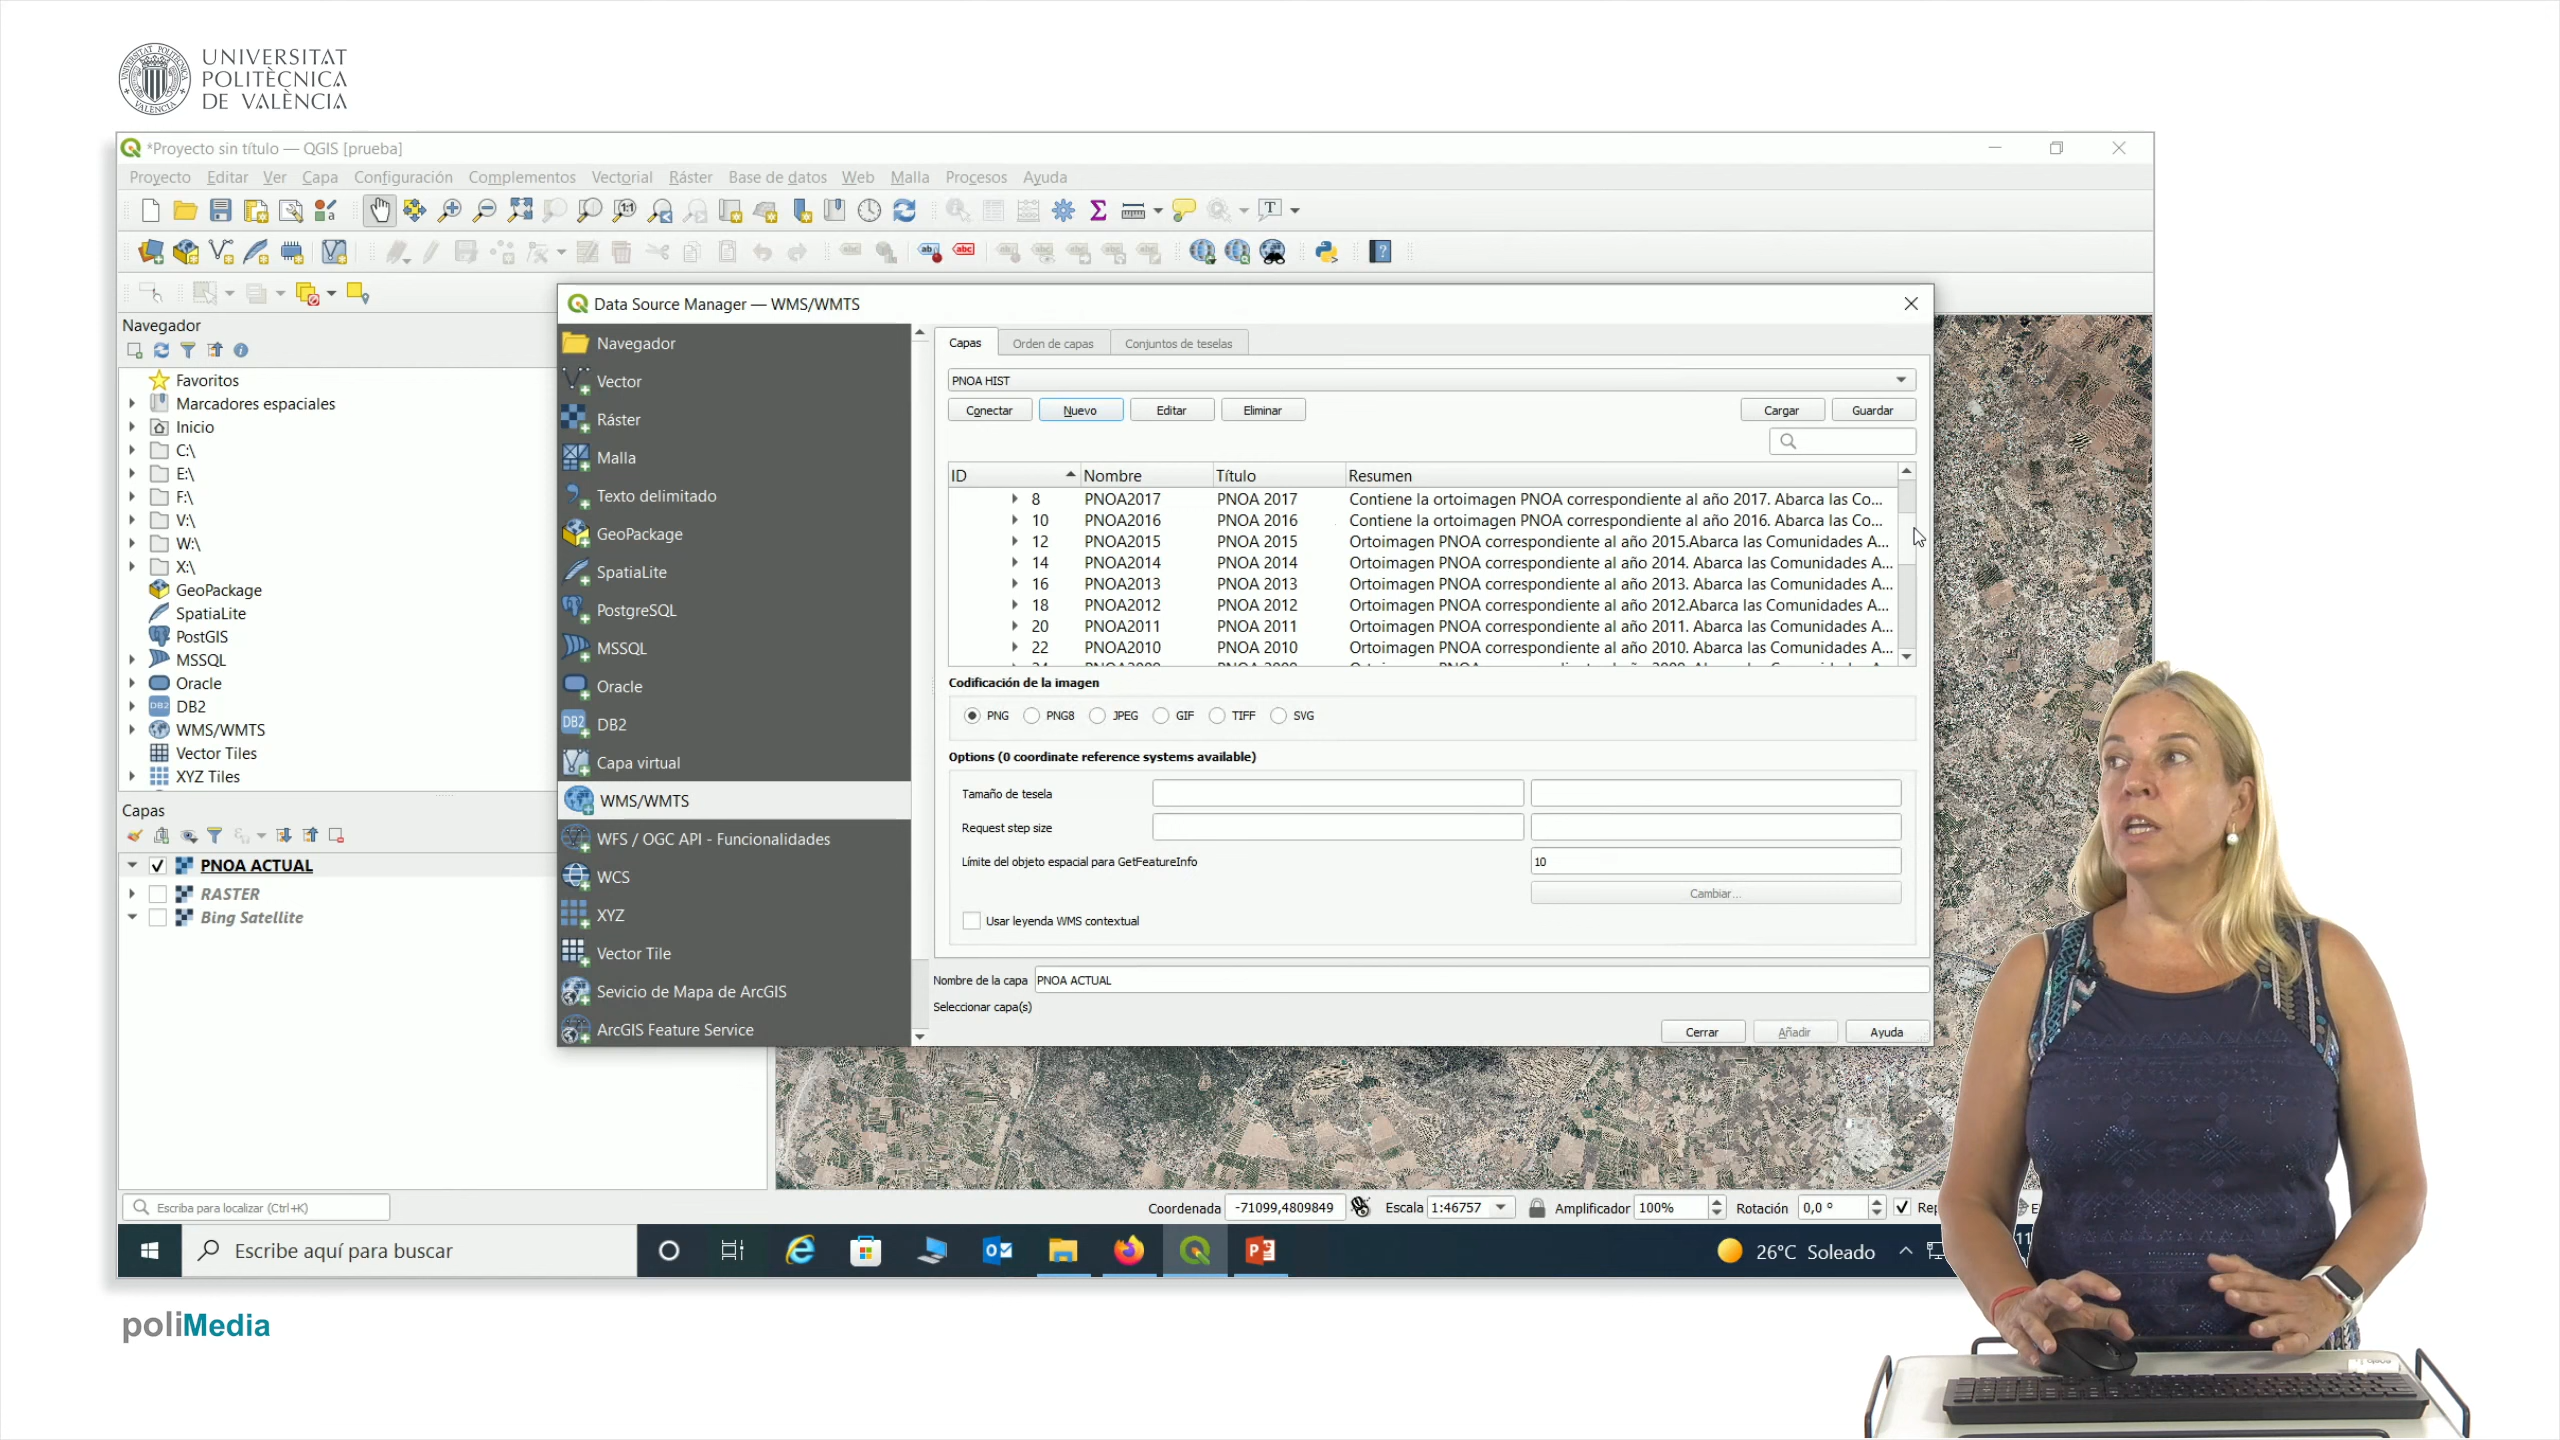 UNIVERSITAT
POLITÈCNICA
DE VALÈNCIA
*Proyecto sin título — QGIS [prueba]
Proyecto Editar Ver Capa Configuración Complementos Vectorial Ráster Base de datos Web Malla Procesos Ayuda
Navegador
Favoritos
Marcadores espaciales
Inicio
C:\
E:\
F:\
V:\
W:\
X:\
GeoPackage
SpatiaLite
PostGIS
MSSQL
Oracle
DB2
WMS/WMTS
Vector Tiles
XYZ Tiles
Capas
PNOA ACTUAL
RASTER
Bing Satellite
Data Source Manager — WMS/WMTS
Navegador
Vector
Ráster
Malla
Texto delimitado
GeoPackage
SpatiaLite
PostgreSQL
MSSQL
Oracle
DB2
Capa virtual
WMS/WMTS
WFS / OGC API - Funcionalidades
WCS
XYZ
Vector Tile
Sevicio de Mapa de ArcGIS
ArcGIS Feature Service
Capas Orden de capas Conjuntos de teselas
PNOA HIST
Conectar Nuevo Editar Eliminar Cargar Guardar
ID Nombre Título Resumen
8 PNOA2017 PNOA 2017 Contiene la ortoimagen PNOA correspondiente al año 2017. Abarca las Co...
10 PNOA2016 PNOA 2016 Contiene la ortoimagen PNOA correspondiente al año 2016. Abarca las Co...
12 PNOA2015 PNOA 2015 Ortoimagen PNOA correspondiente al año 2015.Abarca las Comunidades A...
14 PNOA2014 PNOA 2014 Ortoimagen PNOA correspondiente al año 2014. Abarca las Comunidades A...
16 PNOA2013 PNOA 2013 Ortoimagen PNOA correspondiente al año 2013. Abarca las Comunidades A...
18 PNOA2012 PNOA 2012 Ortoimagen PNOA correspondiente al año 2012.Abarca las Comunidades A...
20 PNOA2011 PNOA 2011 Ortoimagen PNOA correspondiente al año 2011. Abarca las Comunidades A...
22 PNOA2010 PNOA 2010 Ortoimagen PNOA correspondiente al año 2010. Abarca las Comunidades A...
Codificación de la imagen
PNG PNG8 JPEG GIF TIFF SVG
Options (0 coordinate reference systems available)
Tamaño de tesela
Request step size
Límite del objeto espacial para GetFeatureInfo 10
Cambiar...
Usar leyenda WMS contextual
Nombre de la capa PNOA ACTUAL
Seleccionar capa(s)
Cerrar Añadir Ayuda
Escriba para localizar (Ctrl+K) Coordenada -71099,4809849 Escala 1:46757 Amplificador 100% Rotación 0,0 °
Escribe aquí para buscar 26°C Soleado
poliMedia